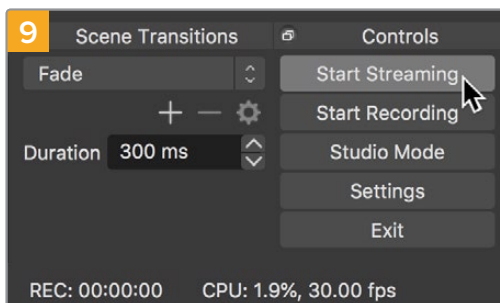 9
Scene Transitions
Controls
Fade
Start Streaming
Start Recording
Duration 300 ms
Studio Mode
Settings
Exit
REC: 00:00:00 CPU: 1.9%, 30.00 fps